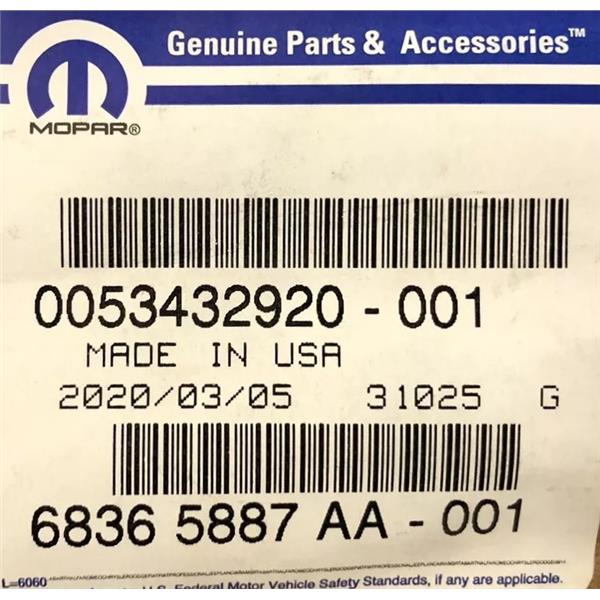 Genuine Parts & Accessories™
MOPAR®
0053432920 - 001
MADE IN USA
2020/03/05 31025 G
6836 5887 AA - 001
L=6060
U.S. Federal Motor Vehicle Safety Standards, if any are applicable.